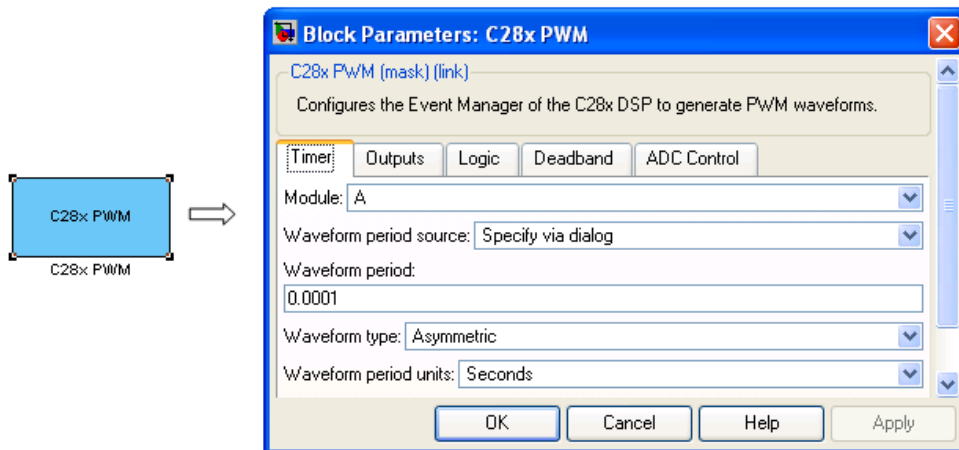 C28x PWM
C28x PWM
Block Parameters: C28x PWM
C28x PWM (mask) (link)
Configures the Event Manager of the C28x DSP to generate PWM waveforms.
Timer Outputs Logic Deadband ADC Control
Module: A
Waveform period source: Specify via dialog
Waveform period:
0.0001
Waveform type: Asymmetric
Waveform period units: Seconds
OK Cancel Help Apply